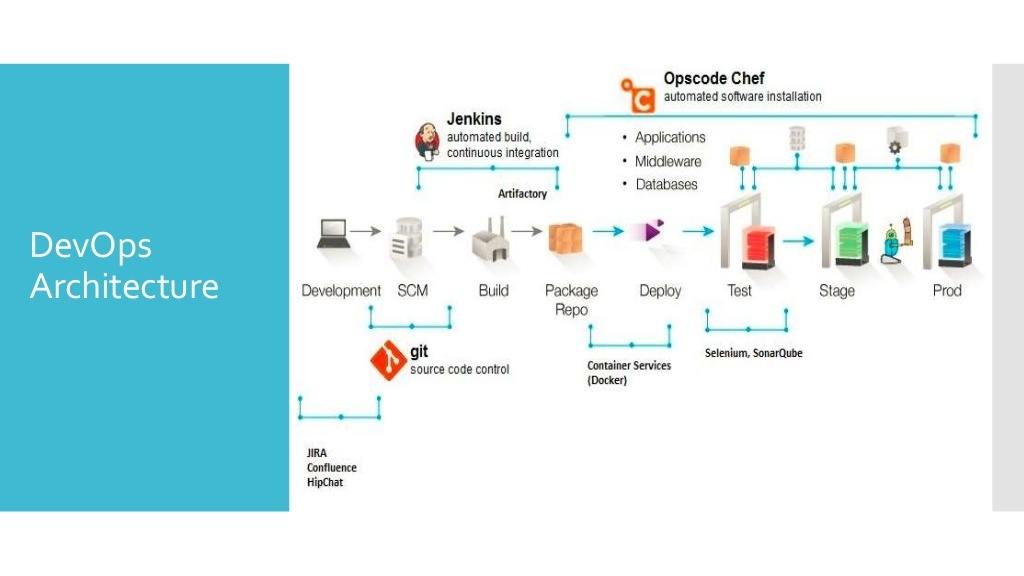 DevOps
Architecture
Opscode Chef
automated software installation
Jenkins
automated build,
continuous integration
• Applications
• Middleware
• Databases
Artifactory
Development
SCM
Build
Package
Repo
Deploy
Test
Stage
Prod
git
source code control
Container Services
(Docker)
Selenium, SonarQube
JIRA
Confluence
HipChat